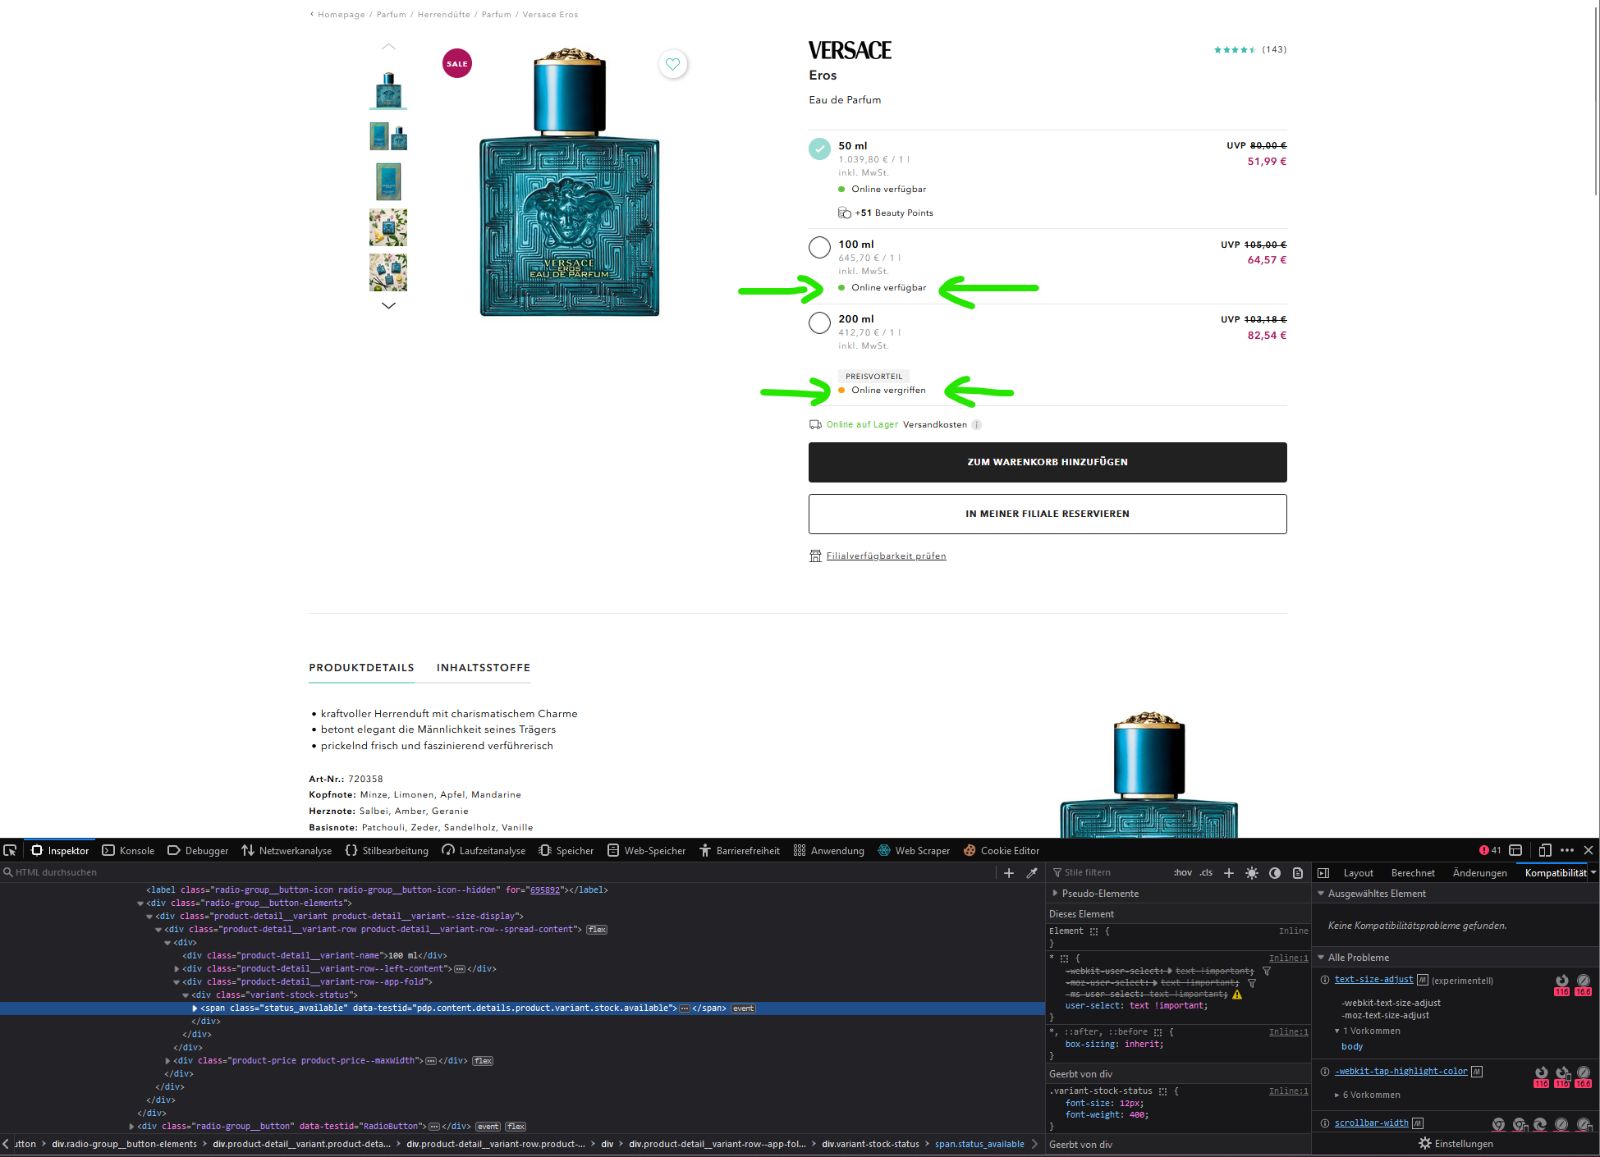 ‹ Homepage / Parfum / Herrendüfte / Parfum / Versace Eros
SALE
VERSACE
EROS
EAU DE PARFUM
VERSACE
(143)
Eros
Eau de Parfum
50 ml
UVP 80,00 €
1.039,80 € / 1 l
51,99 €
inkl. MwSt.
Online verfügbar
+51 Beauty Points
100 ml
UVP 105,00 €
645,70 € / 1 l
64,57 €
inkl. MwSt.
Online verfügbar
200 ml
UVP 103,18 €
412,70 € / 1 l
82,54 €
inkl. MwSt.
PREISVORTEIL
Online vergriffen
Online auf Lager Versandkosten i
ZUM WARENKORB HINZUFÜGEN
IN MEINER FILIALE RESERVIEREN
Filialverfügbarkeit prüfen
PRODUKTDETAILS INHALTSSTOFFE
• kraftvoller Herrenduft mit charismatischem Charme
• betont elegant die Männlichkeit seines Trägers
• prickelnd frisch und faszinierend verführerisch
Art-Nr.: 720358
Kopfnote: Minze, Limonen, Apfel, Mandarine
Herznote: Salbei, Amber, Geranie
Basisnote: Patchouli, Zeder, Sandelholz, Vanille
Inspektor Konsole Debugger Netzwerkanalyse Stilbearbeitung Laufzeitanalyse Speicher Web-Speicher Barrierefreiheit Anwendung Web Scraper Cookie Editor 41
HTML durchsuchen
<label class="radio-group__button-icon radio-group__button-icon--hidden" for="695892"></label>
<div class="radio-group__button-elements">
<div class="product-detail__variant product-detail__variant--size-display">
<div class="product-detail__variant-row product-detail__variant-row--spread-content"> flex
<div>
<div class="product-detail__variant-name">100 ml</div>
<div class="product-detail__variant-row--left-content">⋯</div>
<div class="product-detail__variant-row--app-fold">
<div class="variant-stock-status">
<span class="status_available" data-testid="pdp.content.details.product.variant.stock.available">⋯</span> event
</div>
</div>
</div>
<div class="product-price product-price--maxWidth">⋯</div> flex
</div>
</div>
</div>
</div>
<div class="radio-group__button" data-testid="RadioButton">⋯</div> event flex
utton > div.radio-group__button-elements > div.product-detail__variant.product-deta... > div.product-detail__variant-row.product-... > div > div.product-detail__variant-row--app-fol... > div.variant-stock-status > span.status_available
Stile filtern :hov .cls
Pseudo-Elemente
Dieses Element
Element { Inline
}
* { Inline:1
-webkit-user-select: text !important;
-moz-user-select: text !important;
-ms-user-select: text !important;
user-select: text !important;
}
*, ::after, ::before { Inline:1
box-sizing: inherit;
}
Geerbt von div
.variant-stock-status { Inline:1
font-size: 12px;
font-weight: 400;
}
Geerbt von div
Layout Berechnet Änderungen Kompatibilität
Ausgewähltes Element
Keine Kompatibilitätsprobleme gefunden.
Alle Probleme
text-size-adjust (experimentell)
116 116 16.6
-webkit-text-size-adjust
-moz-text-size-adjust
1 Vorkommen
body
-webkit-tap-highlight-color
116 116 16.6
6 Vorkommen
scrollbar-width
Einstellungen